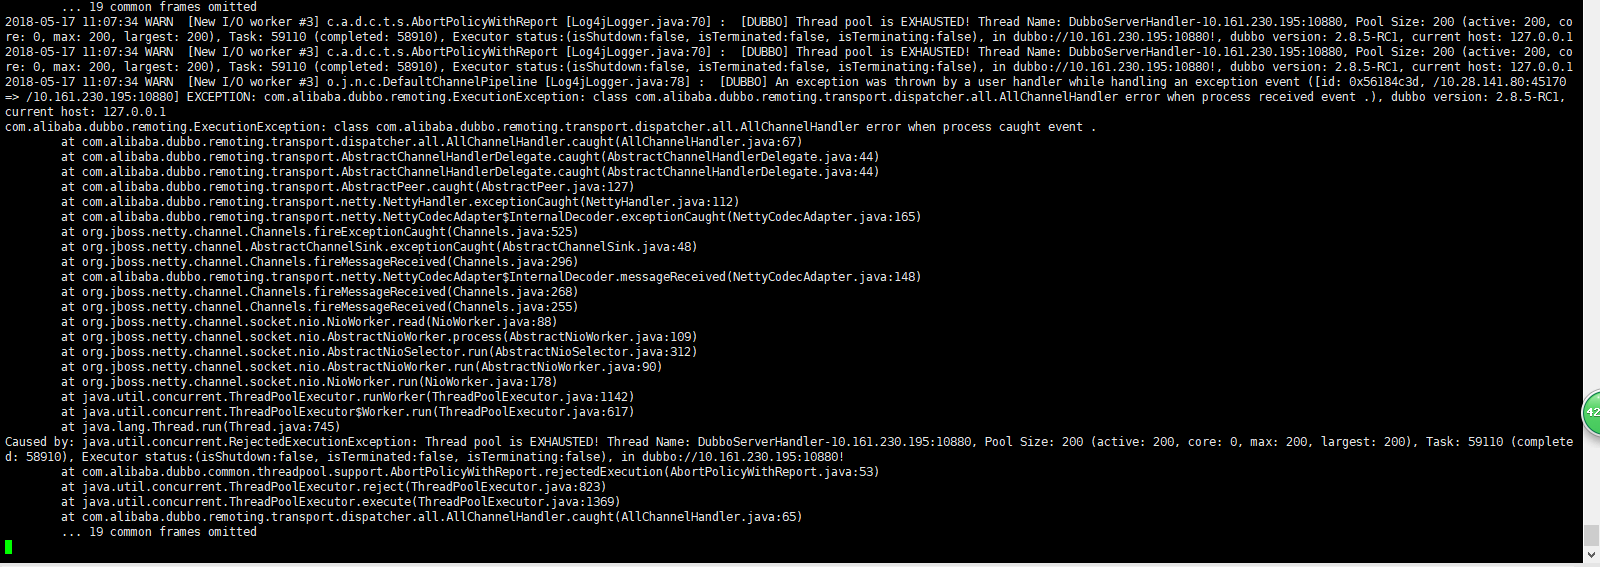 ... 19 common frames omitted
2018-05-17 11:07:34 WARN  [New I/O worker #3] c.a.d.c.t.s.AbortPolicyWithReport [Log4jLogger.java:70] :  [DUBBO] Thread pool is EXHAUSTED! Thread Name: DubboServerHandler-10.161.230.195:10880, Pool Size: 200 (active: 200, co
re: 0, max: 200, largest: 200), Task: 59110 (completed: 58910), Executor status:(isShutdown:false, isTerminated:false, isTerminating:false), in dubbo://10.161.230.195:10880!, dubbo version: 2.8.5-RC1, current host: 127.0.0.1
2018-05-17 11:07:34 WARN  [New I/O worker #3] c.a.d.c.t.s.AbortPolicyWithReport [Log4jLogger.java:70] :  [DUBBO] Thread pool is EXHAUSTED! Thread Name: DubboServerHandler-10.161.230.195:10880, Pool Size: 200 (active: 200, co
re: 0, max: 200, largest: 200), Task: 59110 (completed: 58910), Executor status:(isShutdown:false, isTerminated:false, isTerminating:false), in dubbo://10.161.230.195:10880!, dubbo version: 2.8.5-RC1, current host: 127.0.0.1
2018-05-17 11:07:34 WARN  [New I/O worker #3] o.j.n.c.DefaultChannelPipeline [Log4jLogger.java:78] :  [DUBBO] An exception was thrown by a user handler while handling an exception event ([id: 0x56184c3d, /10.28.141.80:45170
=> /10.161.230.195:10880] EXCEPTION: com.alibaba.dubbo.remoting.ExecutionException: class com.alibaba.dubbo.remoting.transport.dispatcher.all.AllChannelHandler error when process received event .), dubbo version: 2.8.5-RC1,
current host: 127.0.0.1
com.alibaba.dubbo.remoting.ExecutionException: class com.alibaba.dubbo.remoting.transport.dispatcher.all.AllChannelHandler error when process caught event .
at com.alibaba.dubbo.remoting.transport.dispatcher.all.AllChannelHandler.caught(AllChannelHandler.java:67)
at com.alibaba.dubbo.remoting.transport.AbstractChannelHandlerDelegate.caught(AbstractChannelHandlerDelegate.java:44)
at com.alibaba.dubbo.remoting.transport.AbstractChannelHandlerDelegate.caught(AbstractChannelHandlerDelegate.java:44)
at com.alibaba.dubbo.remoting.transport.AbstractPeer.caught(AbstractPeer.java:127)
at com.alibaba.dubbo.remoting.transport.netty.NettyHandler.exceptionCaught(NettyHandler.java:112)
at com.alibaba.dubbo.remoting.transport.netty.NettyCodecAdapter$InternalDecoder.exceptionCaught(NettyCodecAdapter.java:165)
at org.jboss.netty.channel.Channels.fireExceptionCaught(Channels.java:525)
at org.jboss.netty.channel.AbstractChannelSink.exceptionCaught(AbstractChannelSink.java:48)
at org.jboss.netty.channel.Channels.fireMessageReceived(Channels.java:296)
at com.alibaba.dubbo.remoting.transport.netty.NettyCodecAdapter$InternalDecoder.messageReceived(NettyCodecAdapter.java:148)
at org.jboss.netty.channel.Channels.fireMessageReceived(Channels.java:268)
at org.jboss.netty.channel.Channels.fireMessageReceived(Channels.java:255)
at org.jboss.netty.channel.socket.nio.NioWorker.read(NioWorker.java:88)
at org.jboss.netty.channel.socket.nio.AbstractNioWorker.process(AbstractNioWorker.java:109)
at org.jboss.netty.channel.socket.nio.AbstractNioSelector.run(AbstractNioSelector.java:312)
at org.jboss.netty.channel.socket.nio.AbstractNioWorker.run(AbstractNioWorker.java:90)
at org.jboss.netty.channel.socket.nio.NioWorker.run(NioWorker.java:178)
at java.util.concurrent.ThreadPoolExecutor.runWorker(ThreadPoolExecutor.java:1142)
at java.util.concurrent.ThreadPoolExecutor$Worker.run(ThreadPoolExecutor.java:617)
at java.lang.Thread.run(Thread.java:745)
Caused by: java.util.concurrent.RejectedExecutionException: Thread pool is EXHAUSTED! Thread Name: DubboServerHandler-10.161.230.195:10880, Pool Size: 200 (active: 200, core: 0, max: 200, largest: 200), Task: 59110 (complete
d: 58910), Executor status:(isShutdown:false, isTerminated:false, isTerminating:false), in dubbo://10.161.230.195:10880!
at com.alibaba.dubbo.common.threadpool.support.AbortPolicyWithReport.rejectedExecution(AbortPolicyWithReport.java:53)
at java.util.concurrent.ThreadPoolExecutor.reject(ThreadPoolExecutor.java:823)
at java.util.concurrent.ThreadPoolExecutor.execute(ThreadPoolExecutor.java:1369)
at com.alibaba.dubbo.remoting.transport.dispatcher.all.AllChannelHandler.caught(AllChannelHandler.java:65)
... 19 common frames omitted
42